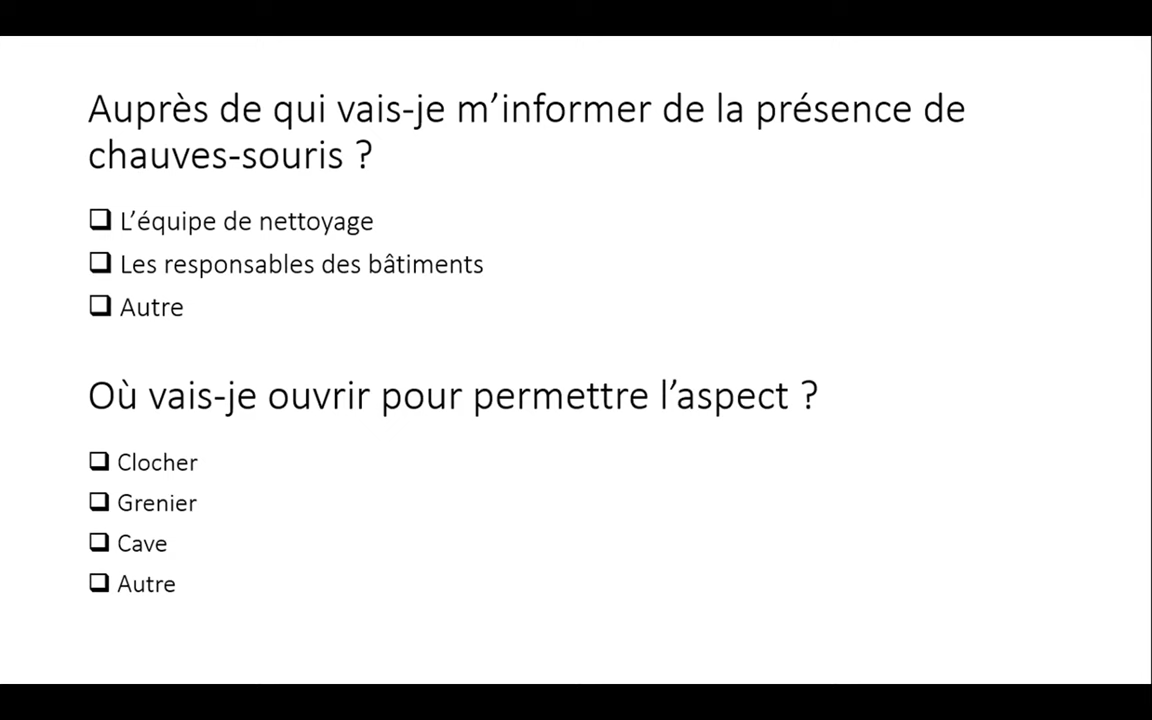 Auprès de qui vais-je m’informer de la présence de
chauves-souris ?
❑ L’équipe de nettoyage
❑ Les responsables des bâtiments
❑ Autre
Où vais-je ouvrir pour permettre l’aspect ?
❑ Clocher
❑ Grenier
❑ Cave
❑ Autre